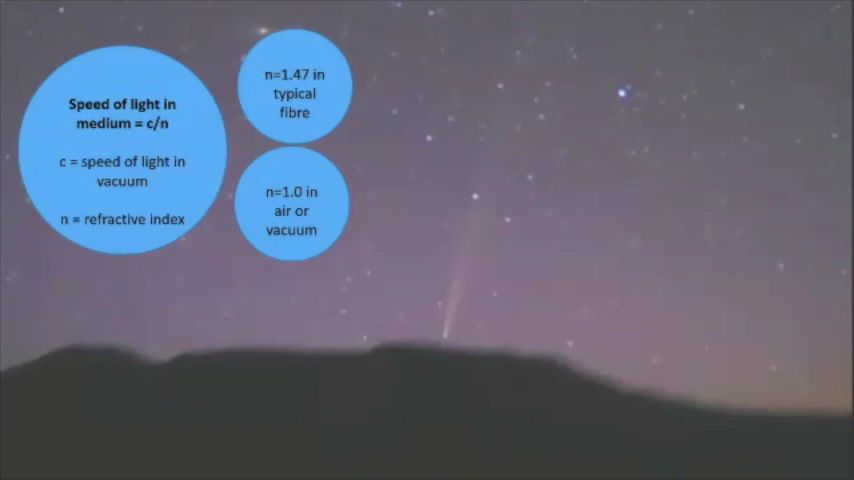 Speed of light in
medium = c/n
c = speed of light in
vacuum
n = refractive index
n=1.47 in
typical
fibre
n=1.0 in
air or
vacuum